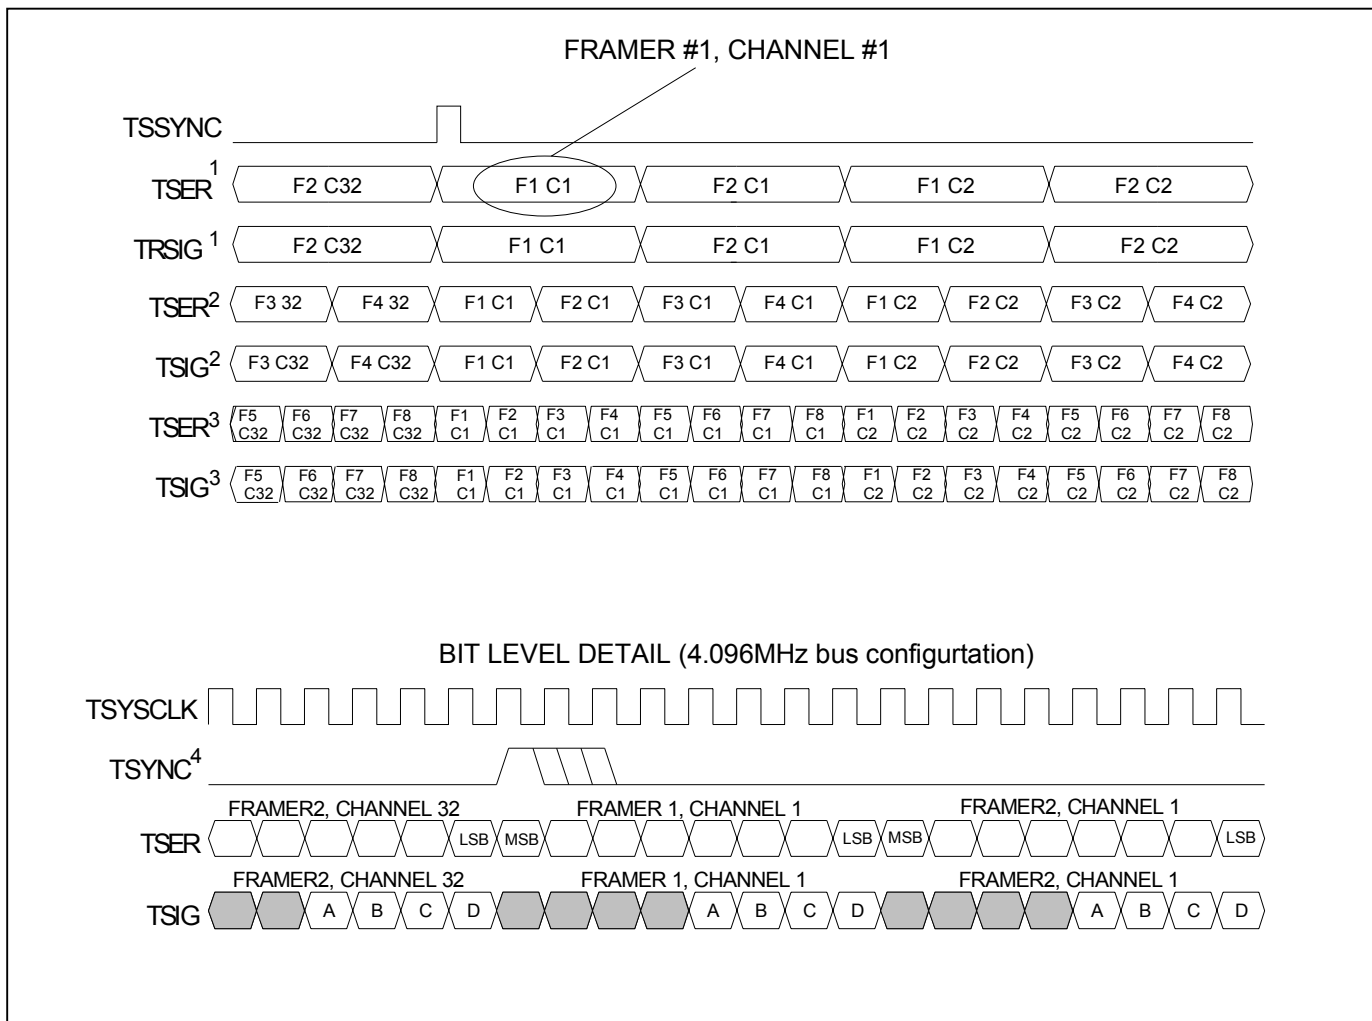 FRAMER #1, CHANNEL #1
TSSYNC
TSER 1 F2 C32 F1 C1 F2 C1 F1 C2 F2 C2
TRSIG 1 F2 C32 F1 C1 F2 C1 F1 C2 F2 C2
TSER2 F3 32 F4 32 F1 C1 F2 C1 F3 C1 F4 C1 F1 C2 F2 C2 F3 C2 F4 C2
TSIG2 F3 C32 F4 C32 F1 C1 F2 C1 F3 C1 F4 C1 F1 C2 F2 C2 F3 C2 F4 C2
TSER3 F5 C32 F6 C32 F7 C32 F8 C32 F1 C1 F2 C1 F3 C1 F4 C1 F5 C1 F6 C1 F7 C1 F8 C1 F1 C2 F2 C2 F3 C2 F4 C2 F5 C2 F6 C2 F7 C2 F8 C2
TSIG3 F5 C32 F6 C32 F7 C32 F8 C32 F1 C1 F2 C1 F3 C1 F4 C1 F5 C1 F6 C1 F7 C1 F8 C1 F1 C2 F2 C2 F3 C2 F4 C2 F5 C2 F6 C2 F7 C2 F8 C2
BIT LEVEL DETAIL (4.096MHz bus configurtation)
TSYSCLK
TSYNC4
FRAMER2, CHANNEL 32 FRAMER 1, CHANNEL 1 FRAMER2, CHANNEL 1
TSER LSB MSB LSB MSB LSB
FRAMER2, CHANNEL 32 FRAMER 1, CHANNEL 1 FRAMER2, CHANNEL 1
TSIG A B C D A B C D A B C D